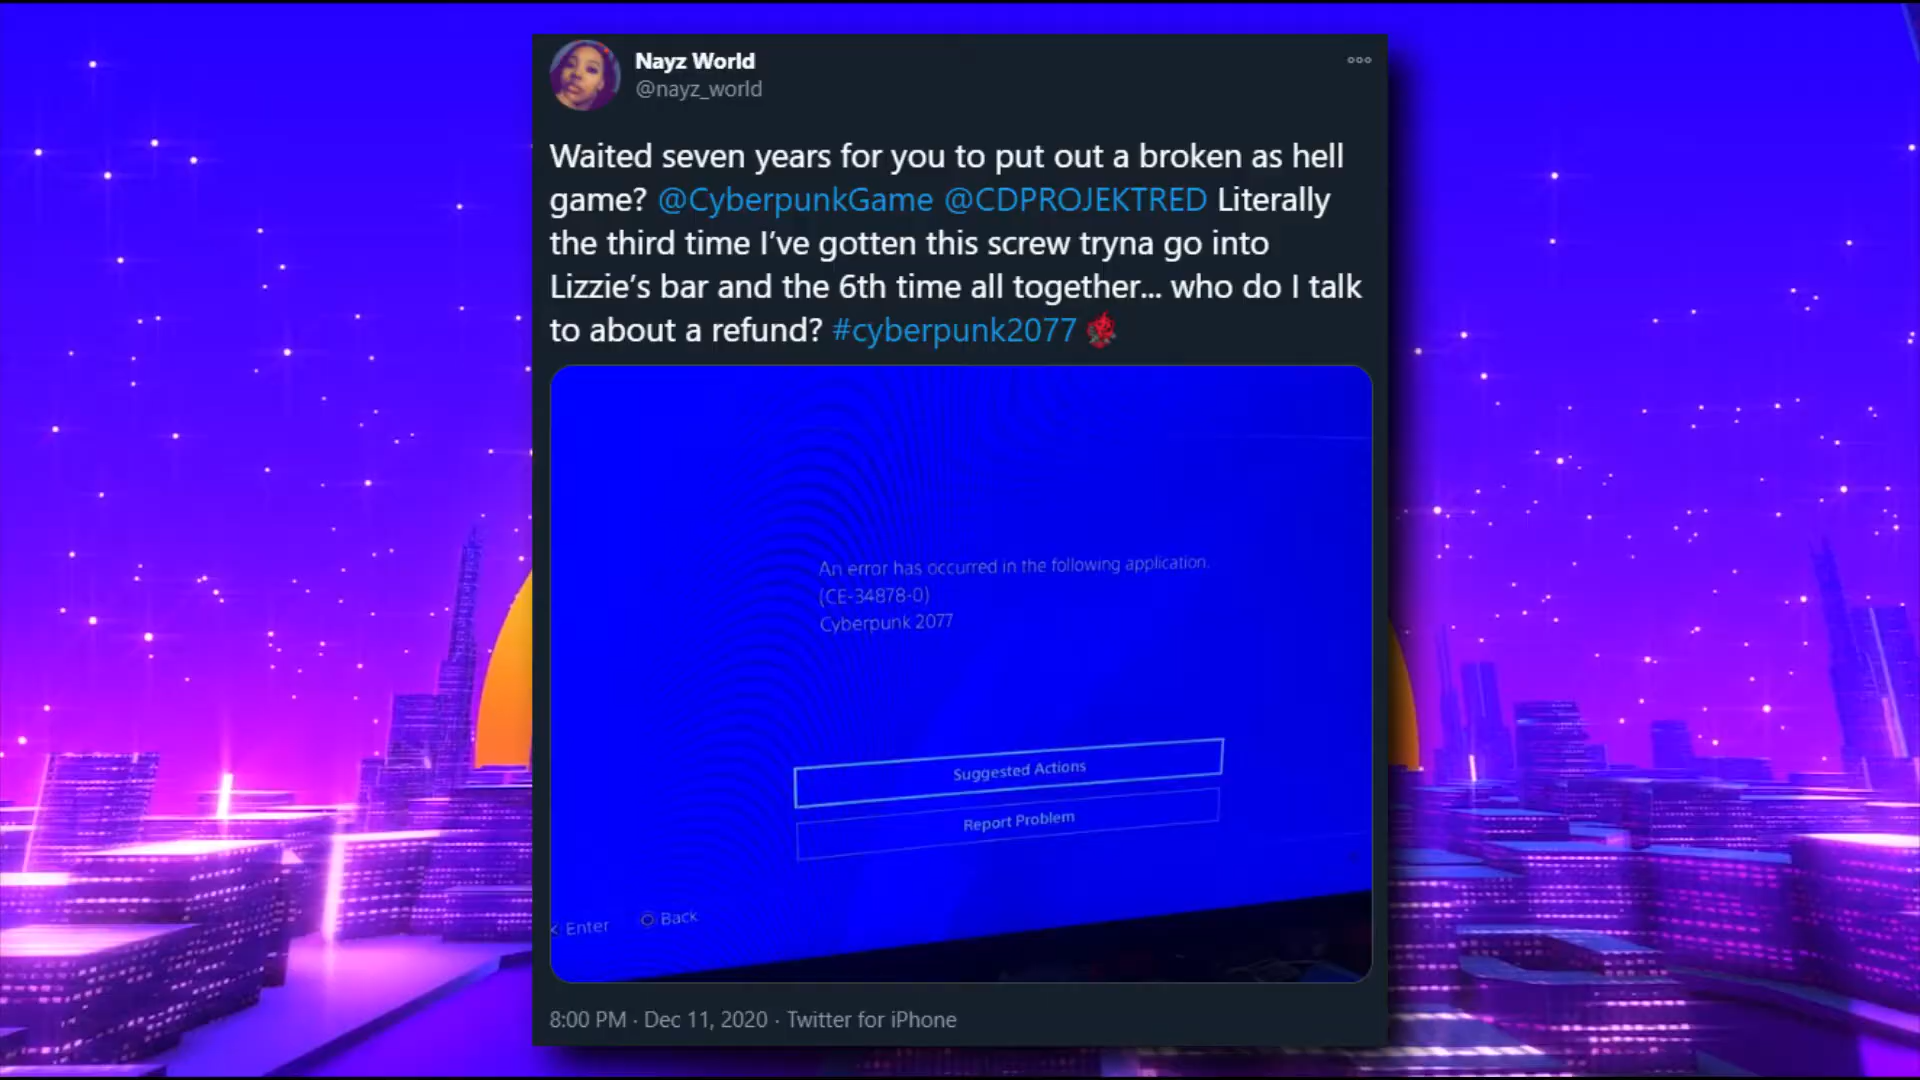 Nayz World
@nayz_world
Waited seven years for you to put out a broken as hell
game? @CyberpunkGame @CDPROJEKTRED Literally
the third time I’ve gotten this screw tryna go into
Lizzie’s bar and the 6th time all together... who do I talk
to about a refund? #cyberpunk2077
An error has occurred in the following application.
(CE-34878-0)
Cyberpunk 2077
Suggested Actions
Report Problem
Enter
Back
8:00 PM · Dec 11, 2020 · Twitter for iPhone